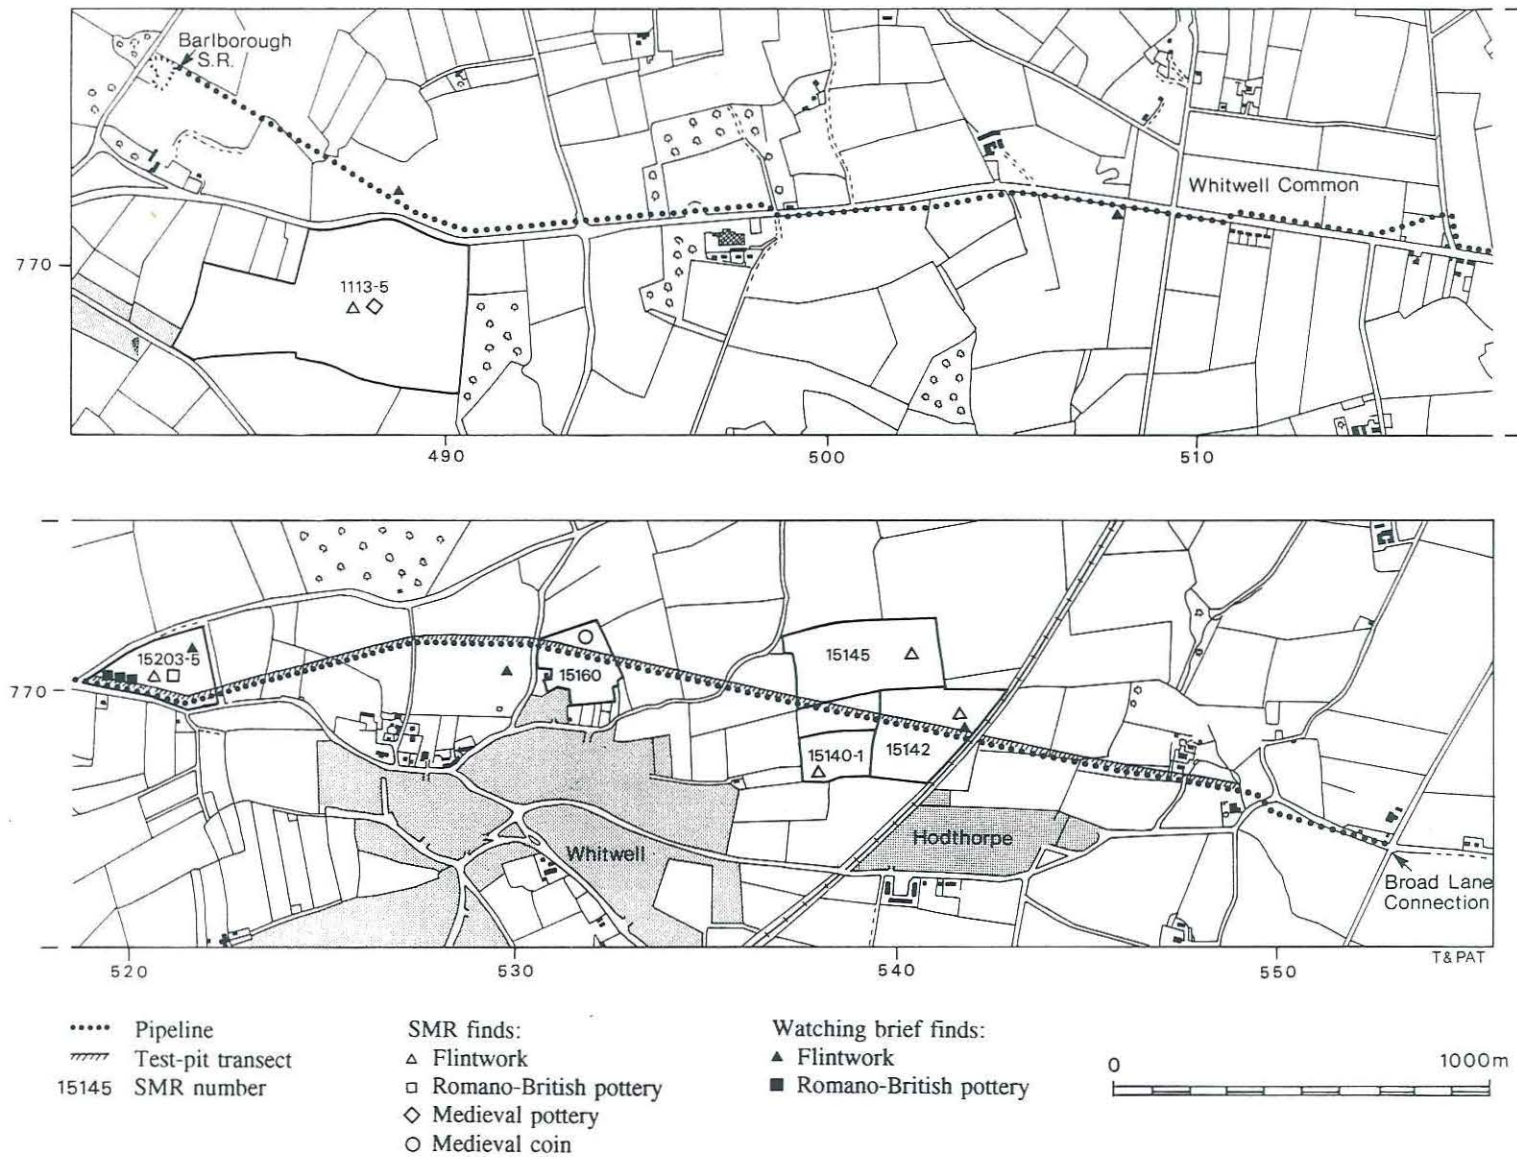 Barlborough
S.R.
Whitwell Common
770
1113-5
490
500
510
15203-5
15160
15145
770
15140-1
15142
Whitwell
Hodthorpe
Broad Lane
Connection
T & PAT
520
530
540
550
Pipeline
Test-pit transect
15145 SMR number
SMR finds:
Flintwork
Romano-British pottery
Medieval pottery
Medieval coin
Watching brief finds:
Flintwork
Romano-British pottery
0 1000m